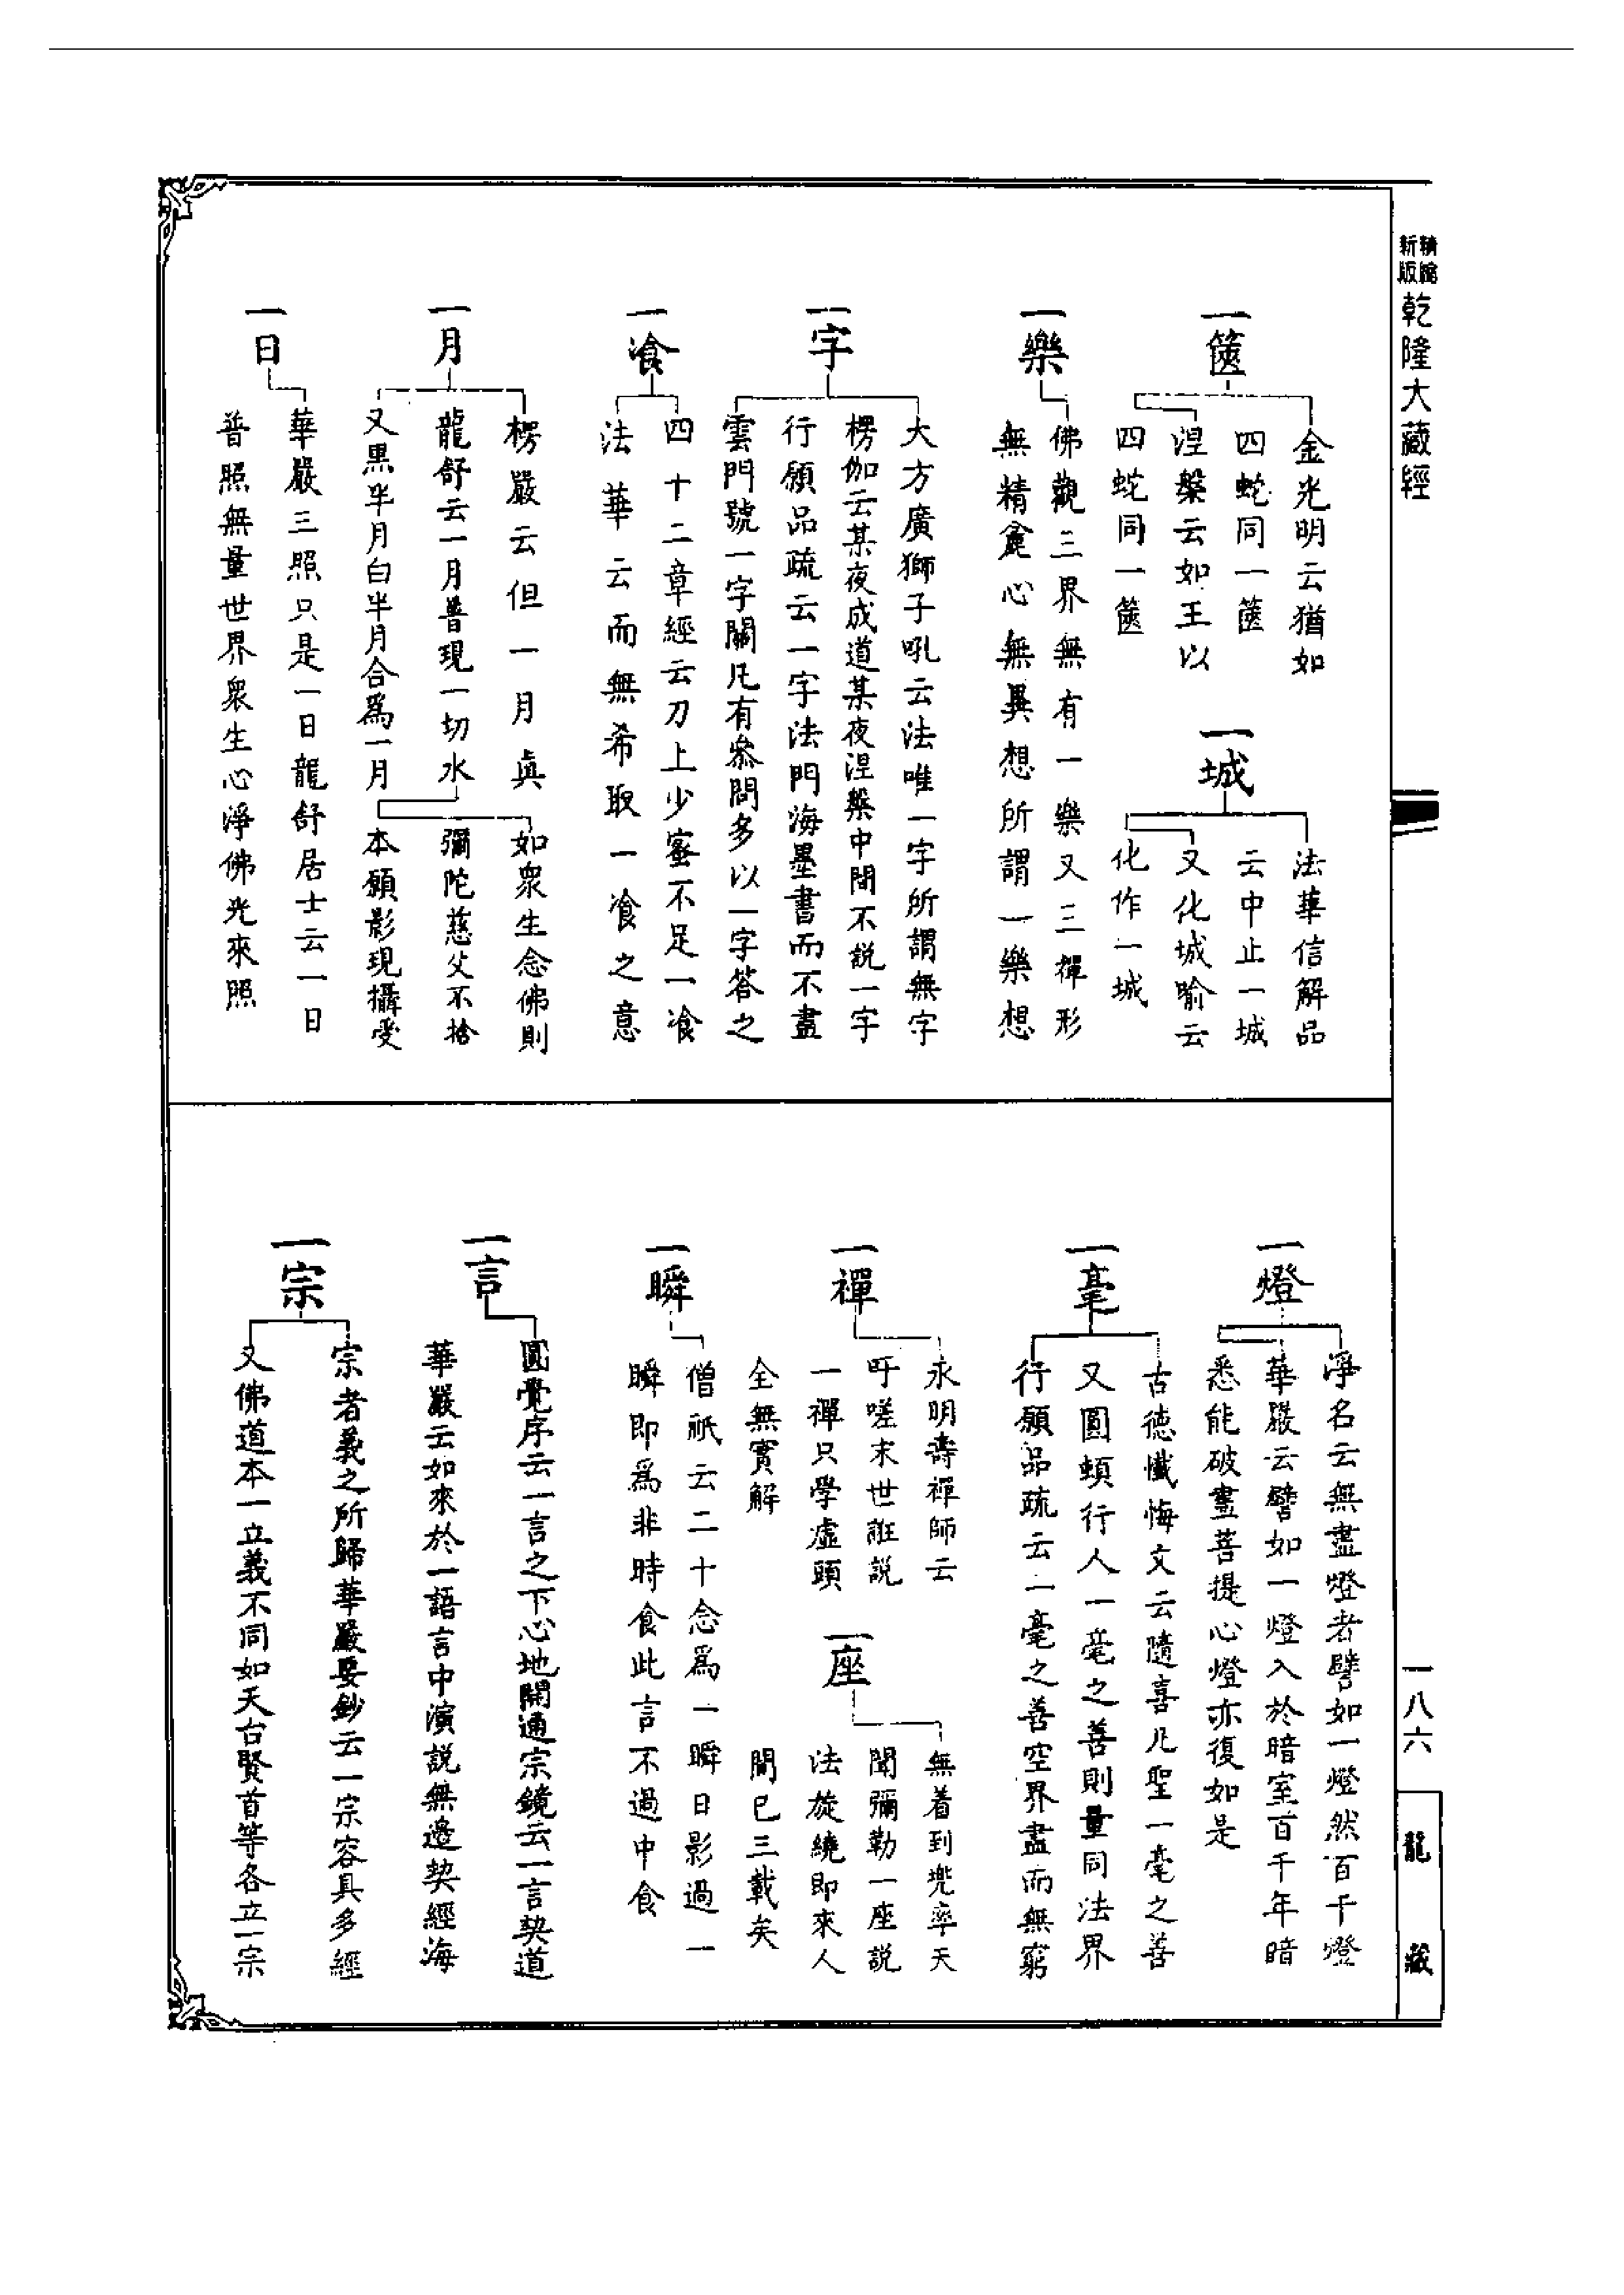 新版
精縮
乾隆大藏經
一篋
金光明云猶如
四蛇同一篋
涅槃云如王以
四蛇同一篋
一城
法華信解品
云中止一城
又化城喻云
化作一城
一樂
佛觀三界無有一樂又三禪形
無精麄心無異想所謂一樂想
一字
大方廣獅子吼云法唯一字所謂無字
楞伽云某夜成道某夜涅槃中間不說一字
行願品疏云一字法門海墨書而不盡
雲門號一字關凡有叅問多以一字答之
一飡
四十二章經云刀上少蜜不足一飡
法華云而無希取一飡之意
一月
楞嚴云但一月真
龍舒云一月普現一切水
如衆生念佛則
彌陀慈父不捨
本願影現攝受
又黑半月白半月合爲一月
一日
華嚴三照只是一日龍舒居士云一日
普照無量世界衆生心淨佛光來照
一燈
淨名云無盡燈者譬如一燈然百千燈
華嚴云譬如一燈入於暗室百千年暗
悉能破盡菩提心燈亦復如是
一毫
古德懺悔文云隨喜凡聖一毫之善
又圓頓行人一毫之善則量同法界
行願品疏云一毫之善空界盡而無窮
一禪
永明壽禪師云
吁嗟末世誑說
一禪只學虛頭
全無實解
一座
無着到兜率天
聞彌勒一座說
法旋繞即來人
間已三載矣
一瞬
僧祇云二十念爲一瞬日影過一
瞬即爲非時食此言不過中食
一言
圓覺序云一言之下心地開通宗鏡云一言契道
華嚴云如來於一語言中演說無邊契經海
一宗
宗者義之所歸華嚴要鈔云一宗容具多經
又佛道本一立義不同如天台賢首等各立一宗
一八六
龍藏